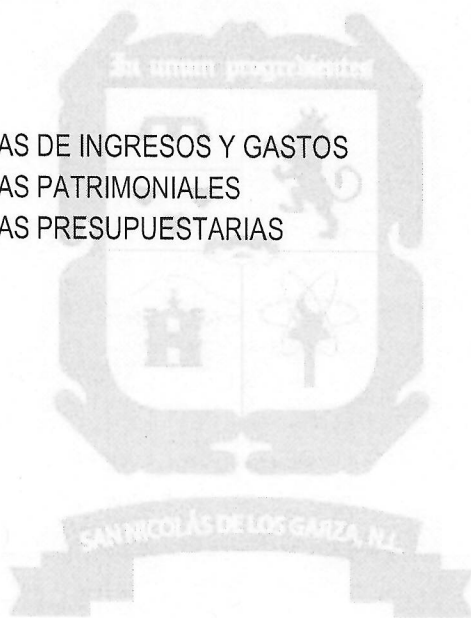 In unum progredientes
AS DE INGRESOS Y GASTOS
AS PATRIMONIALES
AS PRESUPUESTARIAS
SAN NICOLÁS DE LOS GARZA, N.L.